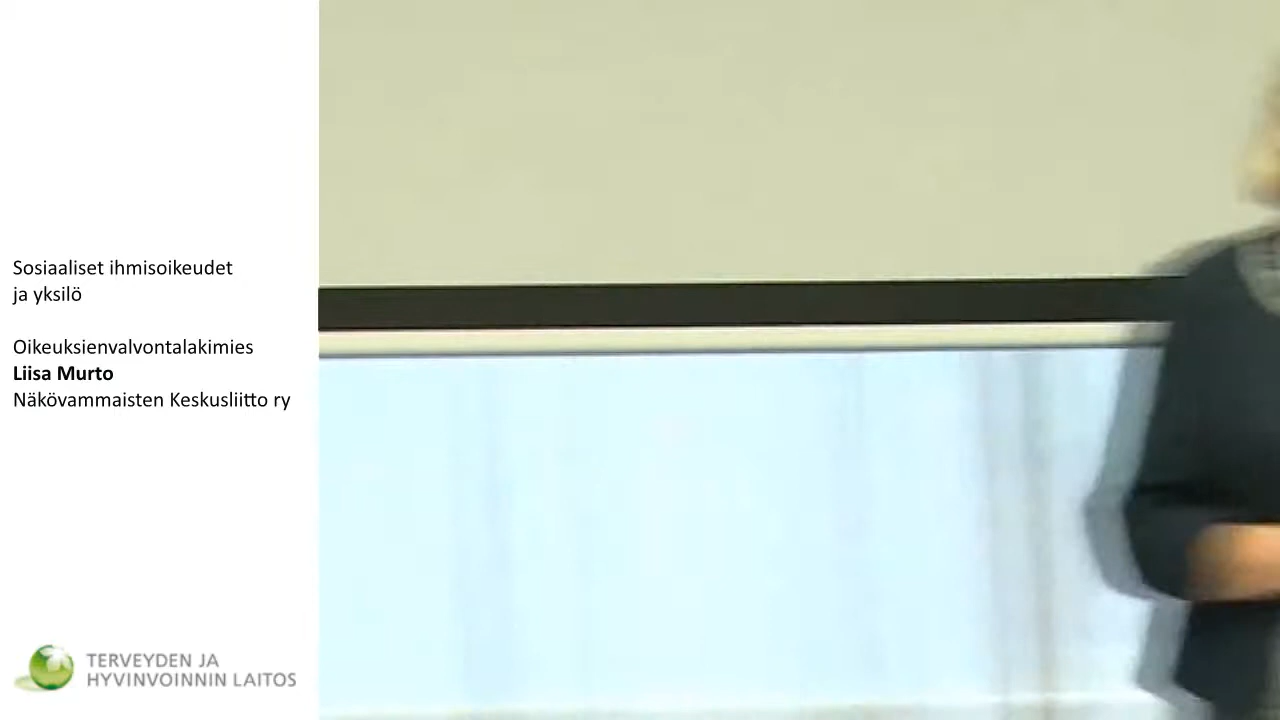 Sosiaaliset ihmisoikeudet
ja yksilö
Oikeuksienvalvontalakimies
Liisa Murto
Näkövammaisten Keskusliitto ry
TERVEYDEN JA
HYVINVOINNIN LAITOS